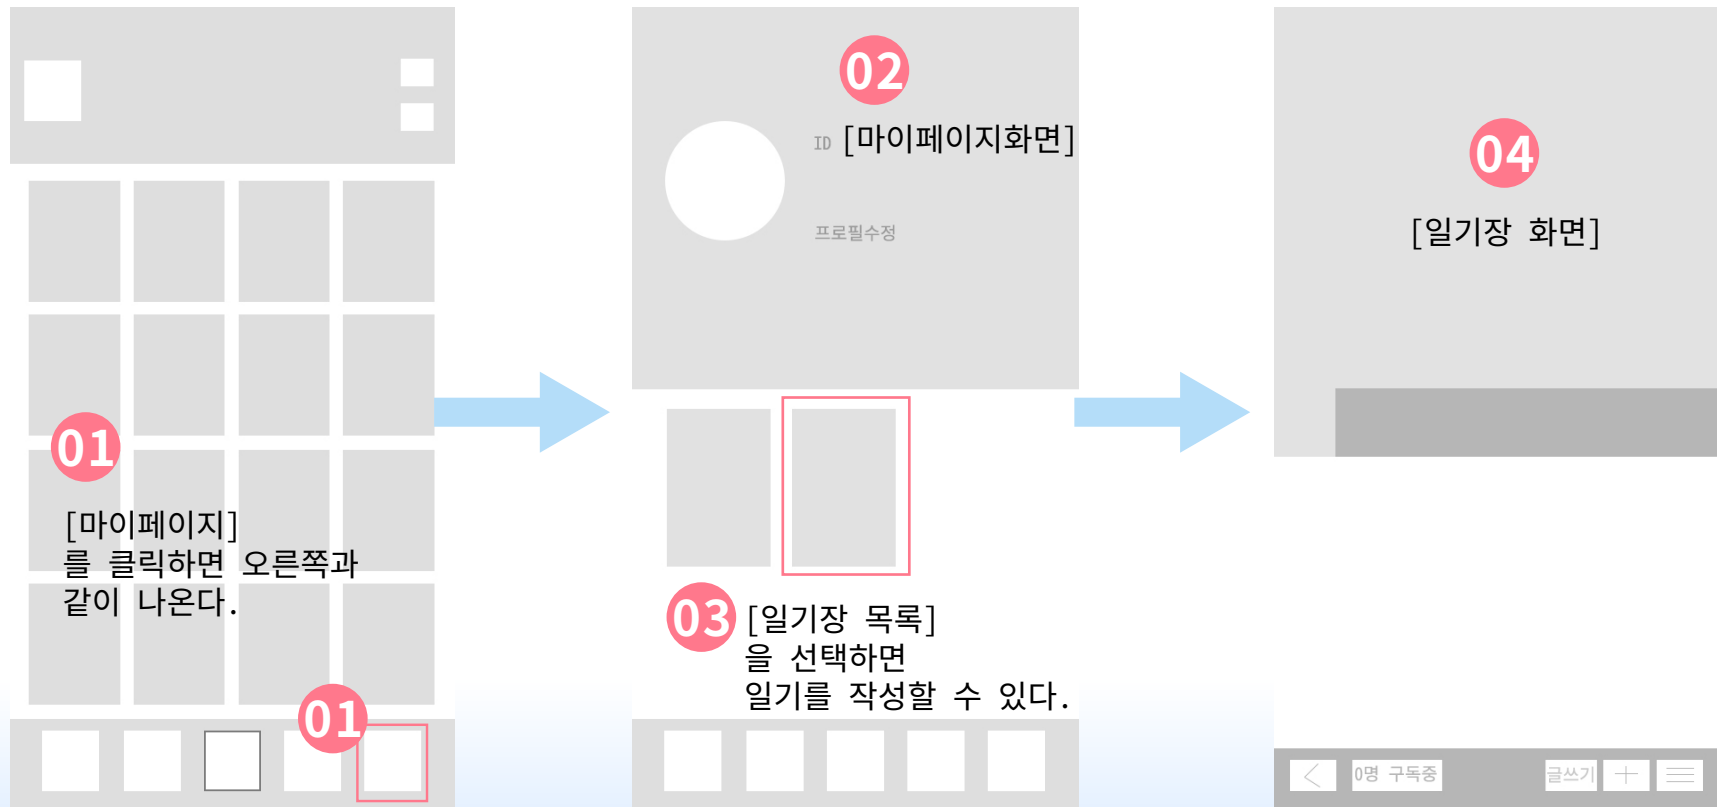 01
[마이페이지]
를 클릭하면 오른쪽과
같이 나온다.
01
02
ID [마이페이지화면]
프로필수정
03 [일기장 목록]
을 선택하면
일기를 작성할 수 있다.
04
[일기장 화면]
0명 구독중
글쓰기